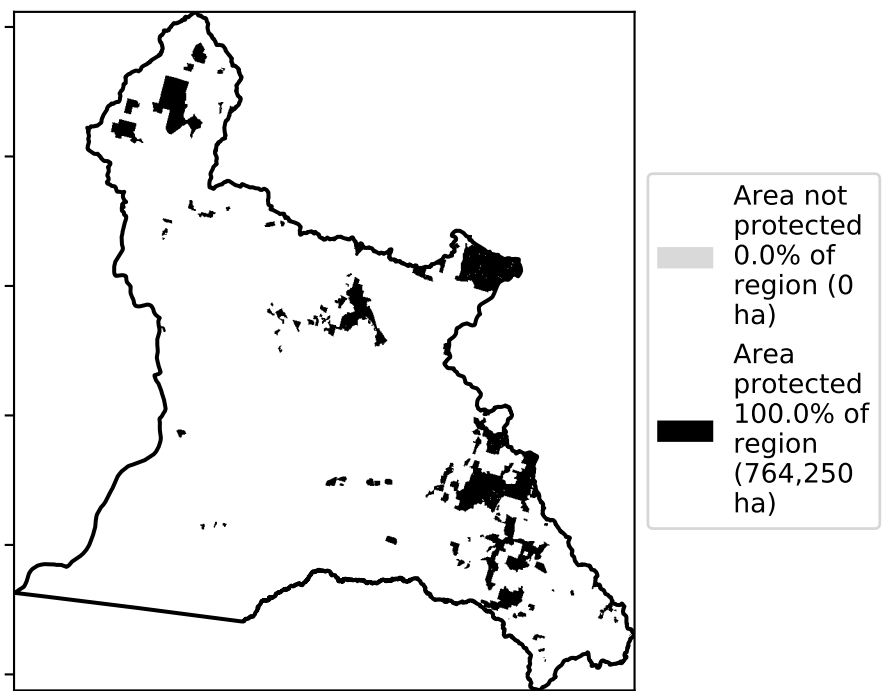 Area not
protected
0.0% of
region (0
ha)
Area
protected
100.0% of
region
(764,250
ha)